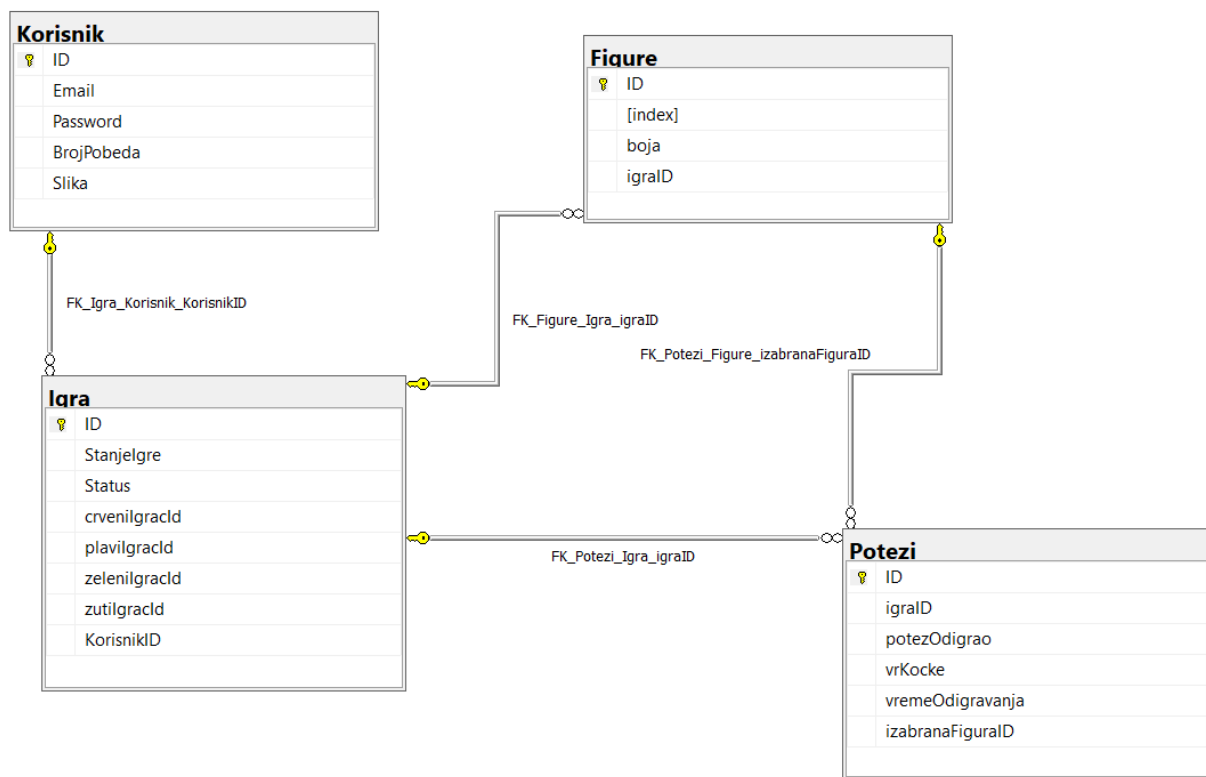 Korisnik
ID
Email
Password
BrojPobeda
Slika
Figure
ID
[index]
boja
igraID
FK_Igra_Korisnik_KorisnikID
FK_Figure_Igra_igraID
FK_Potezi_Figure_izabranaFiguraID
Igra
ID
StanjeIgre
Status
crveniIgracId
plaviIgracId
zeleniIgracId
zutiIgracId
KorisnikID
FK_Potezi_Igra_igraID
Potezi
ID
igraID
potezOdigrao
vrKocke
vremeOdigravanja
izabranaFiguraID